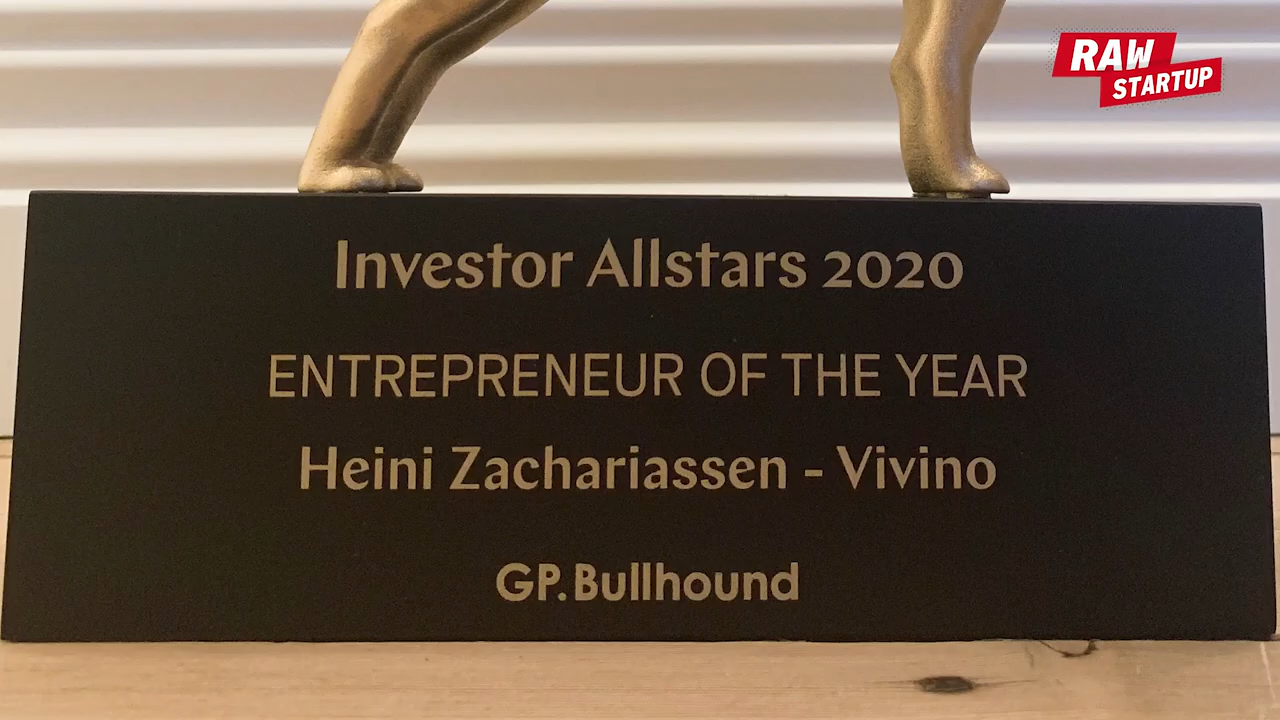 RAW
STARTUP
Investor Allstars 2020
ENTREPRENEUR OF THE YEAR
Heini Zachariassen - Vivino
GP.Bullhound